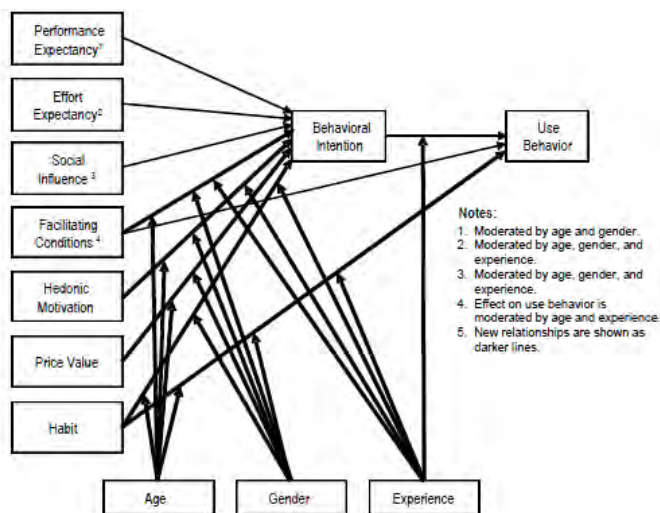 Performance
Expectancy¹
Effort
Expectancy²
Social
Influence ³
Facilitating
Conditions ⁴
Hedonic
Motivation
Price Value
Habit
Behavioral
Intention
Use
Behavior
Notes:
1. Moderated by age and gender.
2. Moderated by age, gender, and
experience.
3. Moderated by age, gender, and
experience.
4. Effect on use behavior is
moderated by age and experience.
5. New relationships are shown as
darker lines.
Age
Gender
Experience